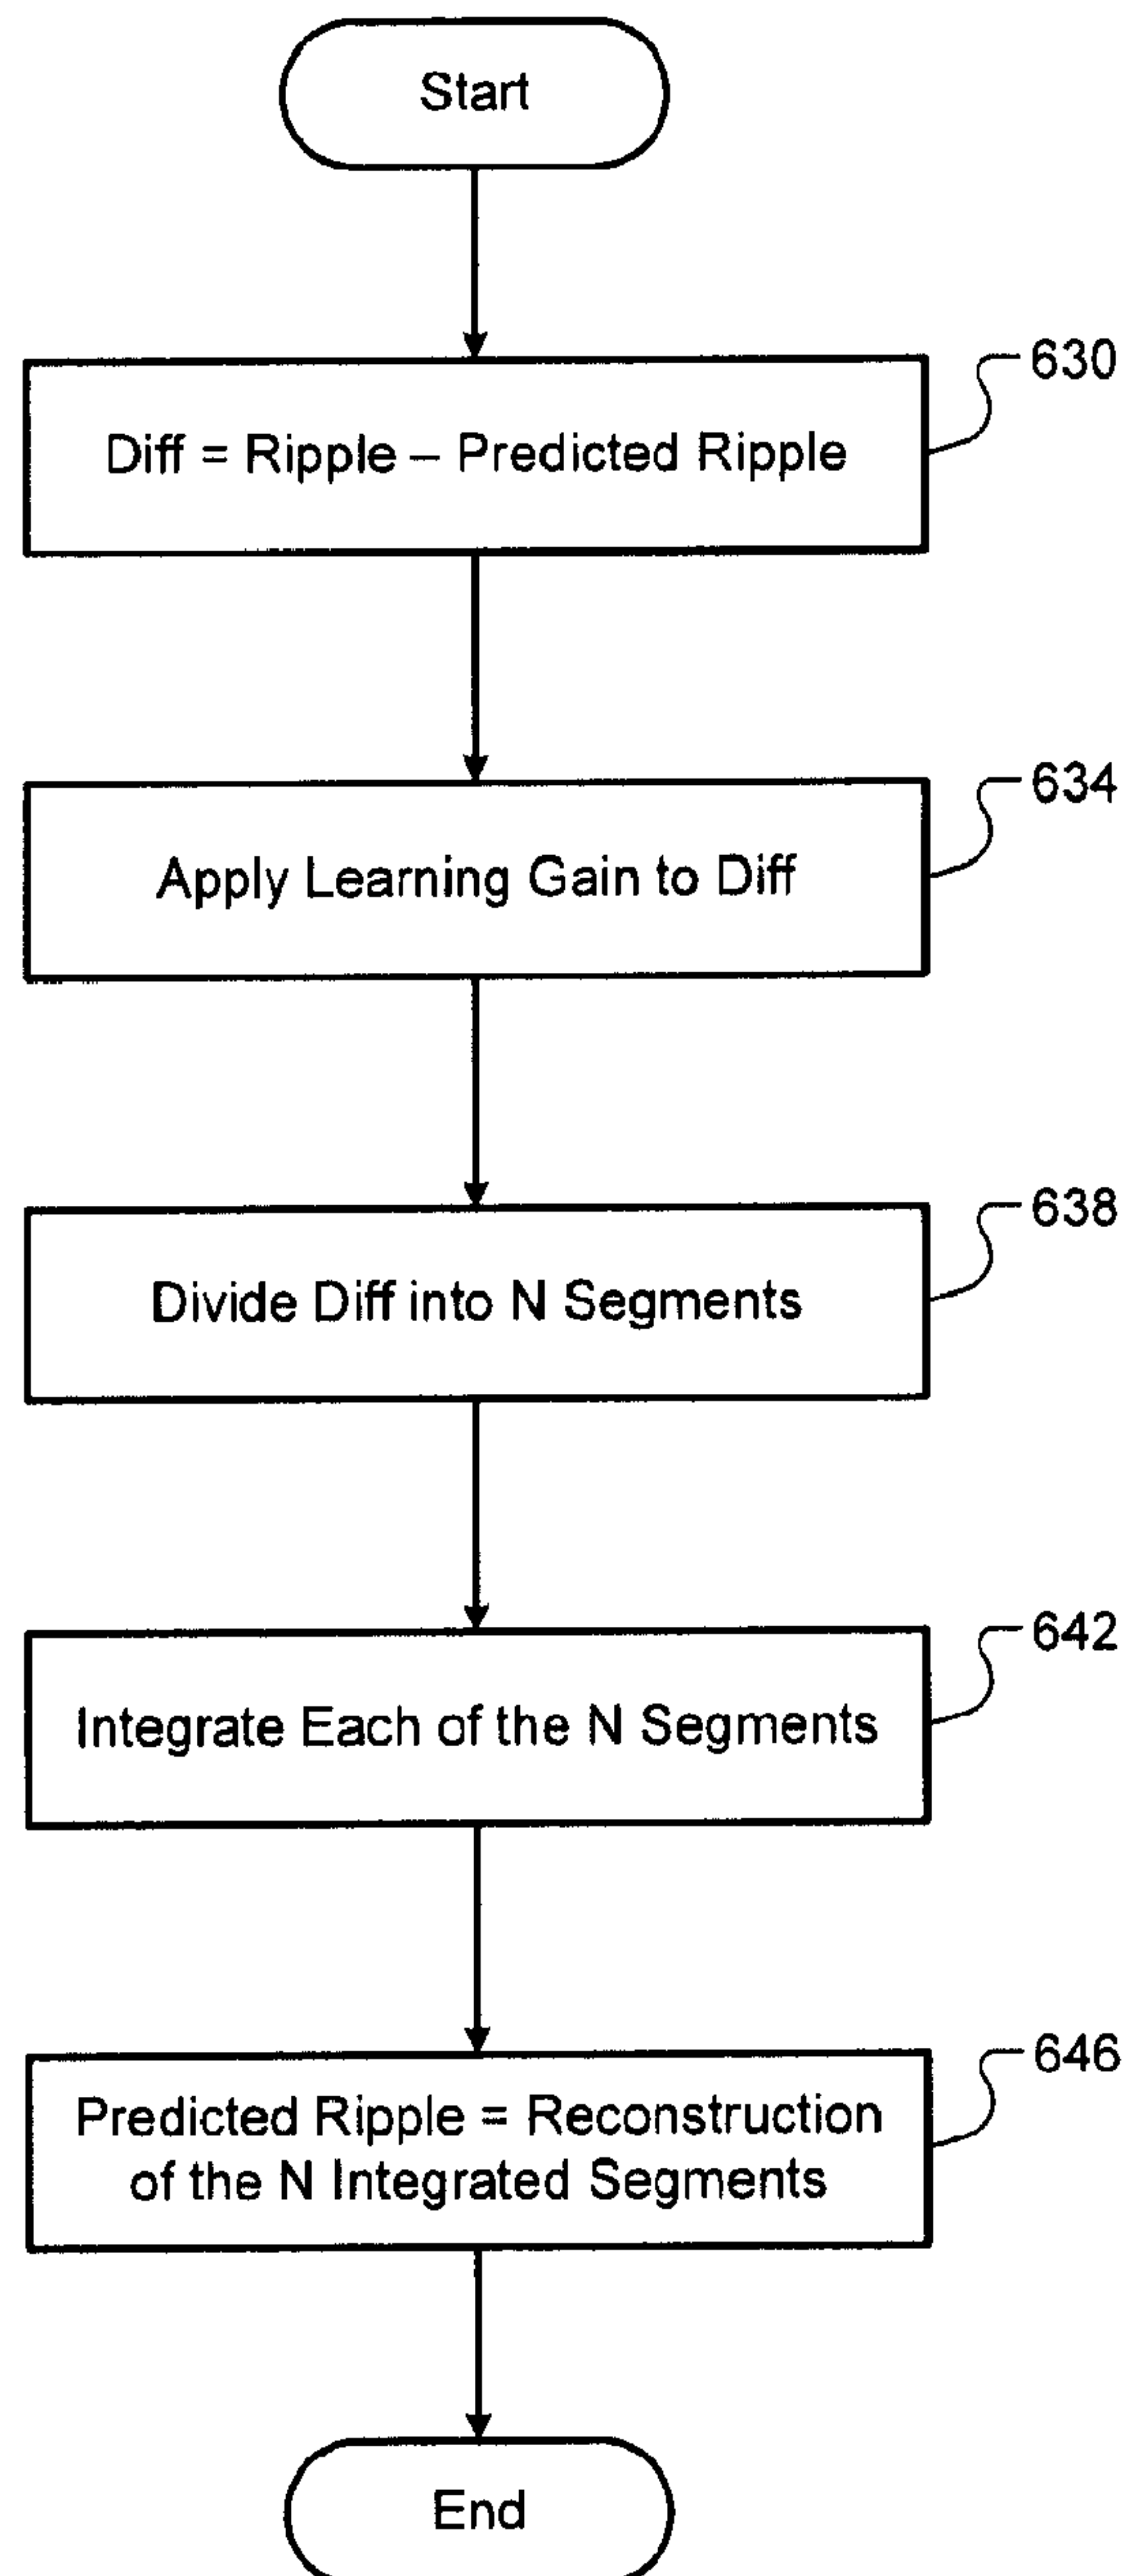 Start
630
Diff = Ripple – Predicted Ripple
634
Apply Learning Gain to Diff
638
Divide Diff into N Segments
642
Integrate Each of the N Segments
646
Predicted Ripple = Reconstruction
of the N Integrated Segments
End